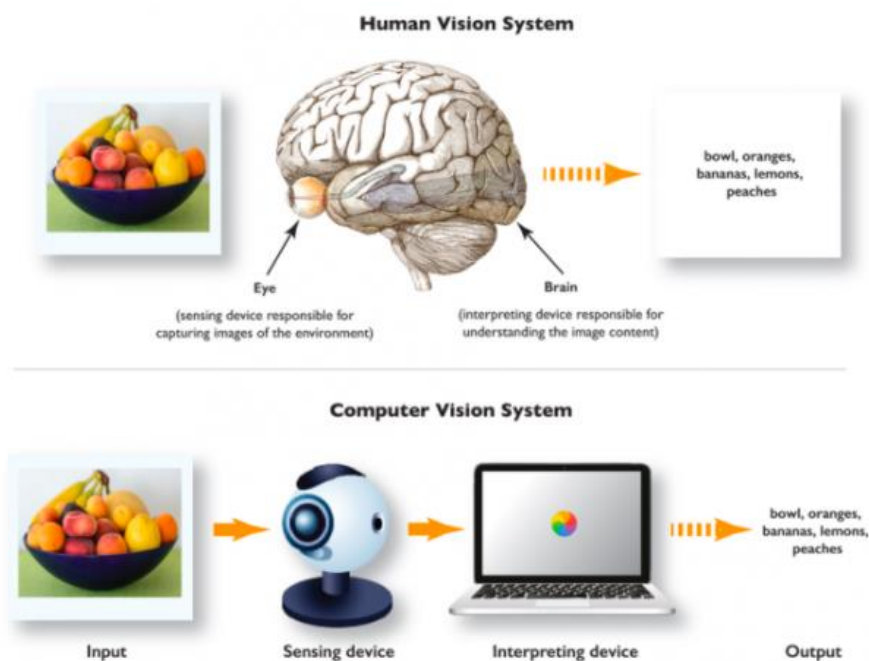 Human Vision System
bowl, oranges,
bananas, lemons,
peaches
Eye
(sensing device responsible for
capturing images of the environment)
Brain
(interpreting device responsible for
understanding the image content)
Computer Vision System
bowl, oranges,
bananas, lemons,
peaches
Input
Sensing device
Interpreting device
Output